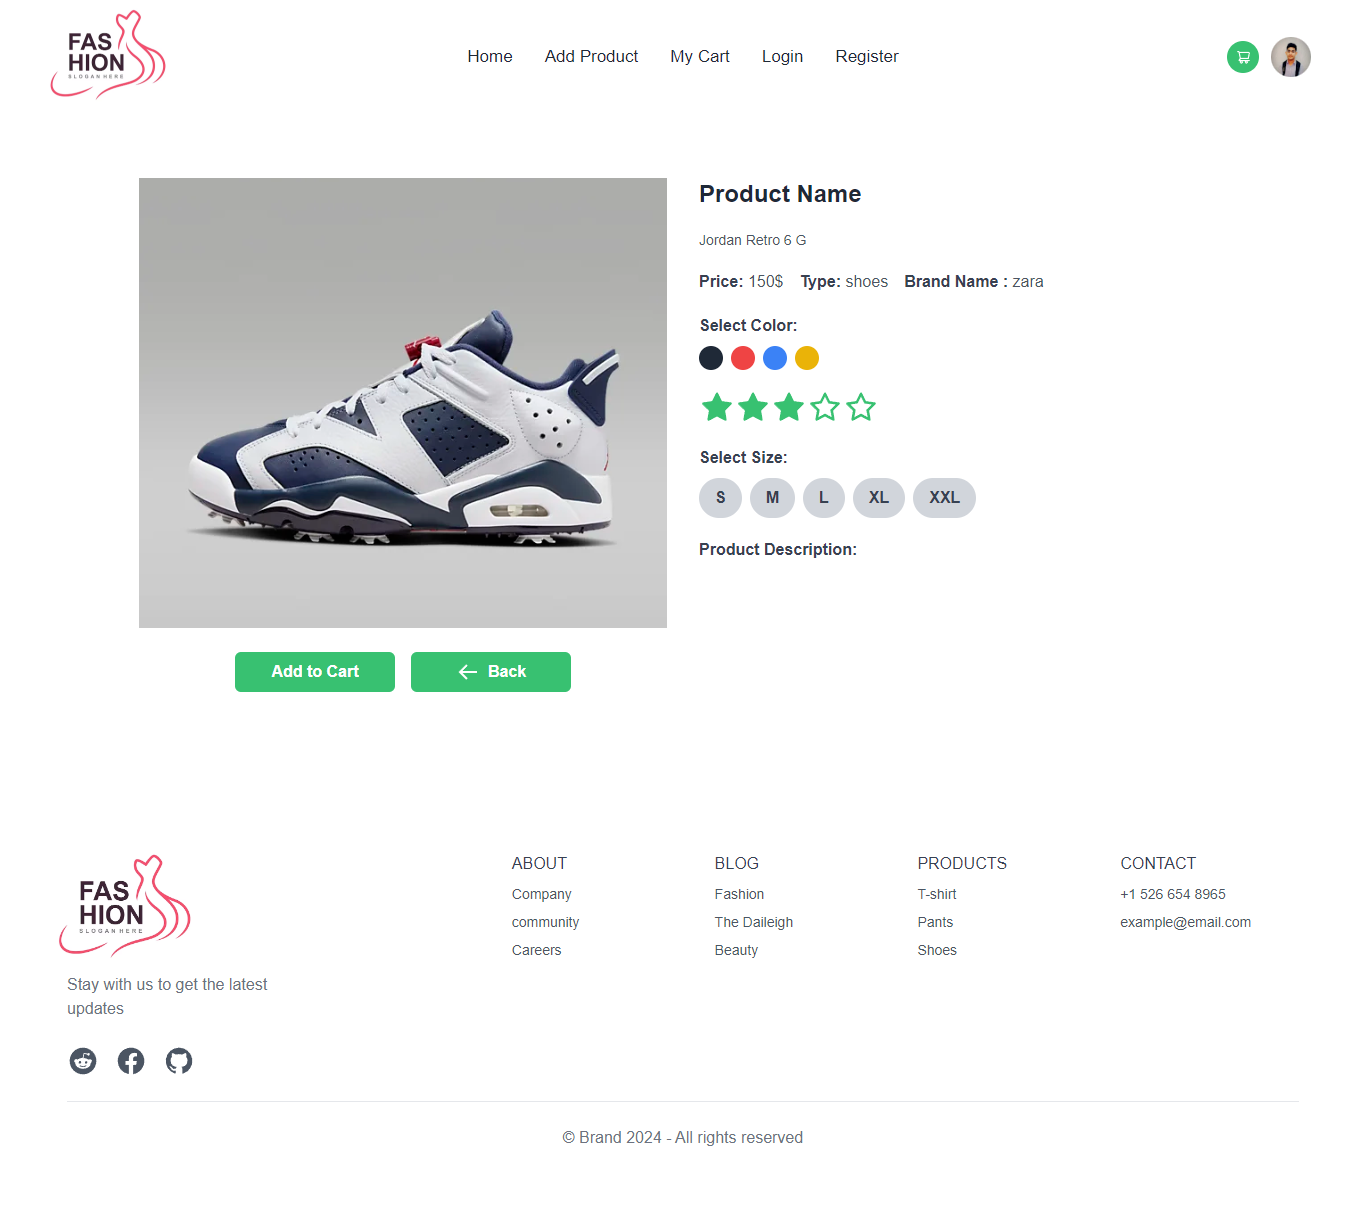 FAS
HION
SLOGAN HERE
Home Add Product My Cart Login Register
Product Name
Jordan Retro 6 G
Price: 150$ Type: shoes Brand Name : zara
Select Color:
Select Size:
S M L XL XXL
Product Description:
Add to Cart Back
FAS
HION
SLOGAN HERE
Stay with us to get the latest
updates
ABOUT
Company
community
Careers
BLOG
Fashion
The Daileigh
Beauty
PRODUCTS
T-shirt
Pants
Shoes
CONTACT
+1 526 654 8965
example@email.com
© Brand 2024 - All rights reserved